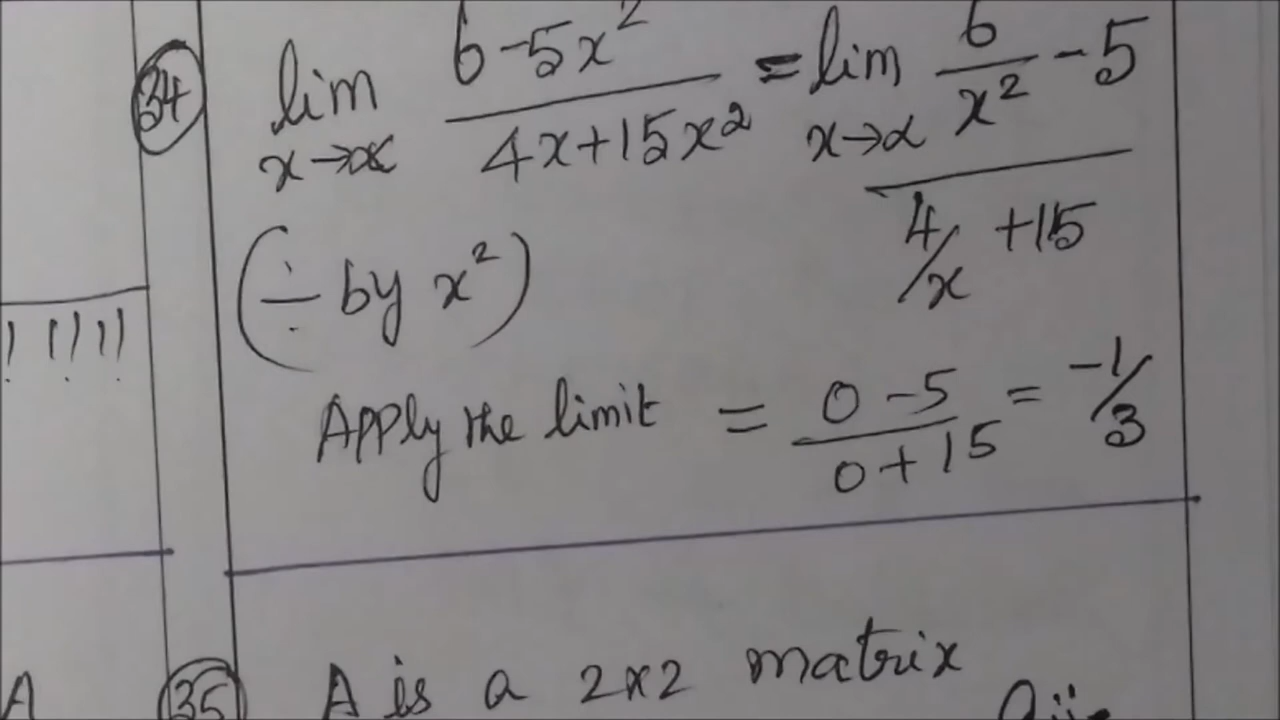 34
lim x→∝ 6-5x² / 4x+15x² = lim x→∝ 6/x² - 5 / 4/x +15
(÷ by x²)
Apply the limit = 0-5 / 0+15 = -1/3
35 A is a 2x2 matrix
A